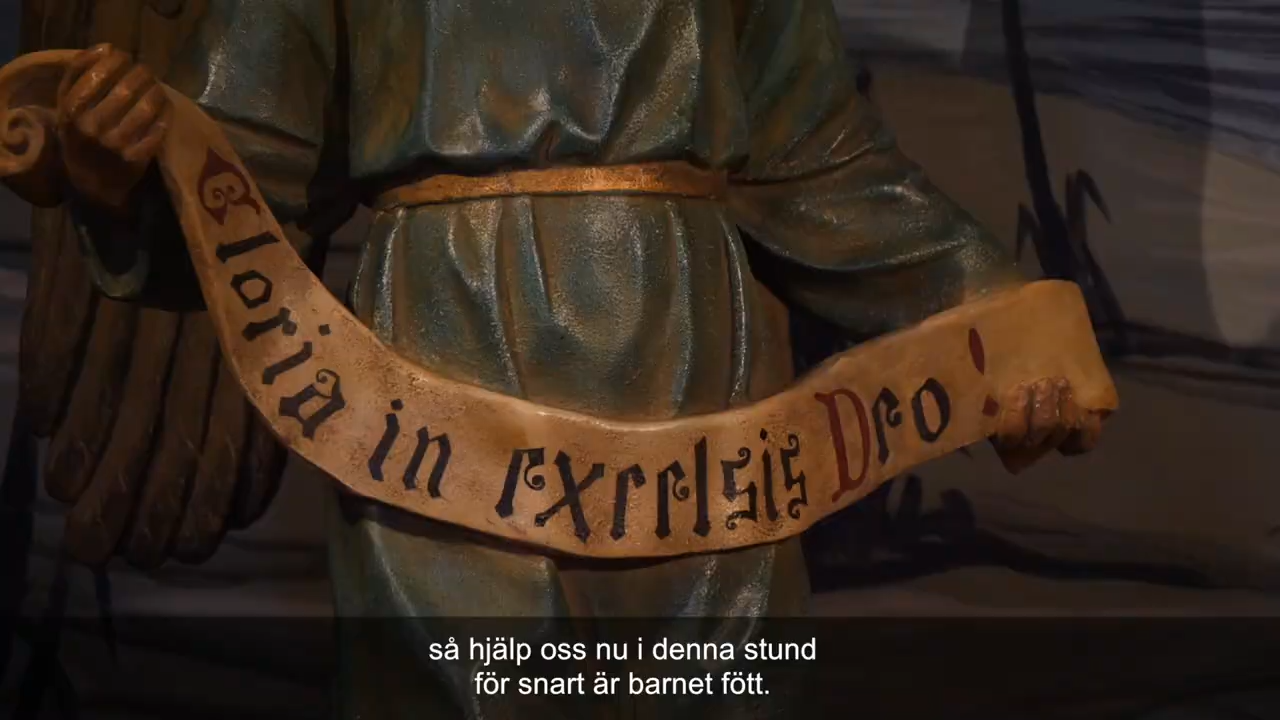 Gloria in excelsis Deo!
så hjälp oss nu i denna stund
för snart är barnet fött.